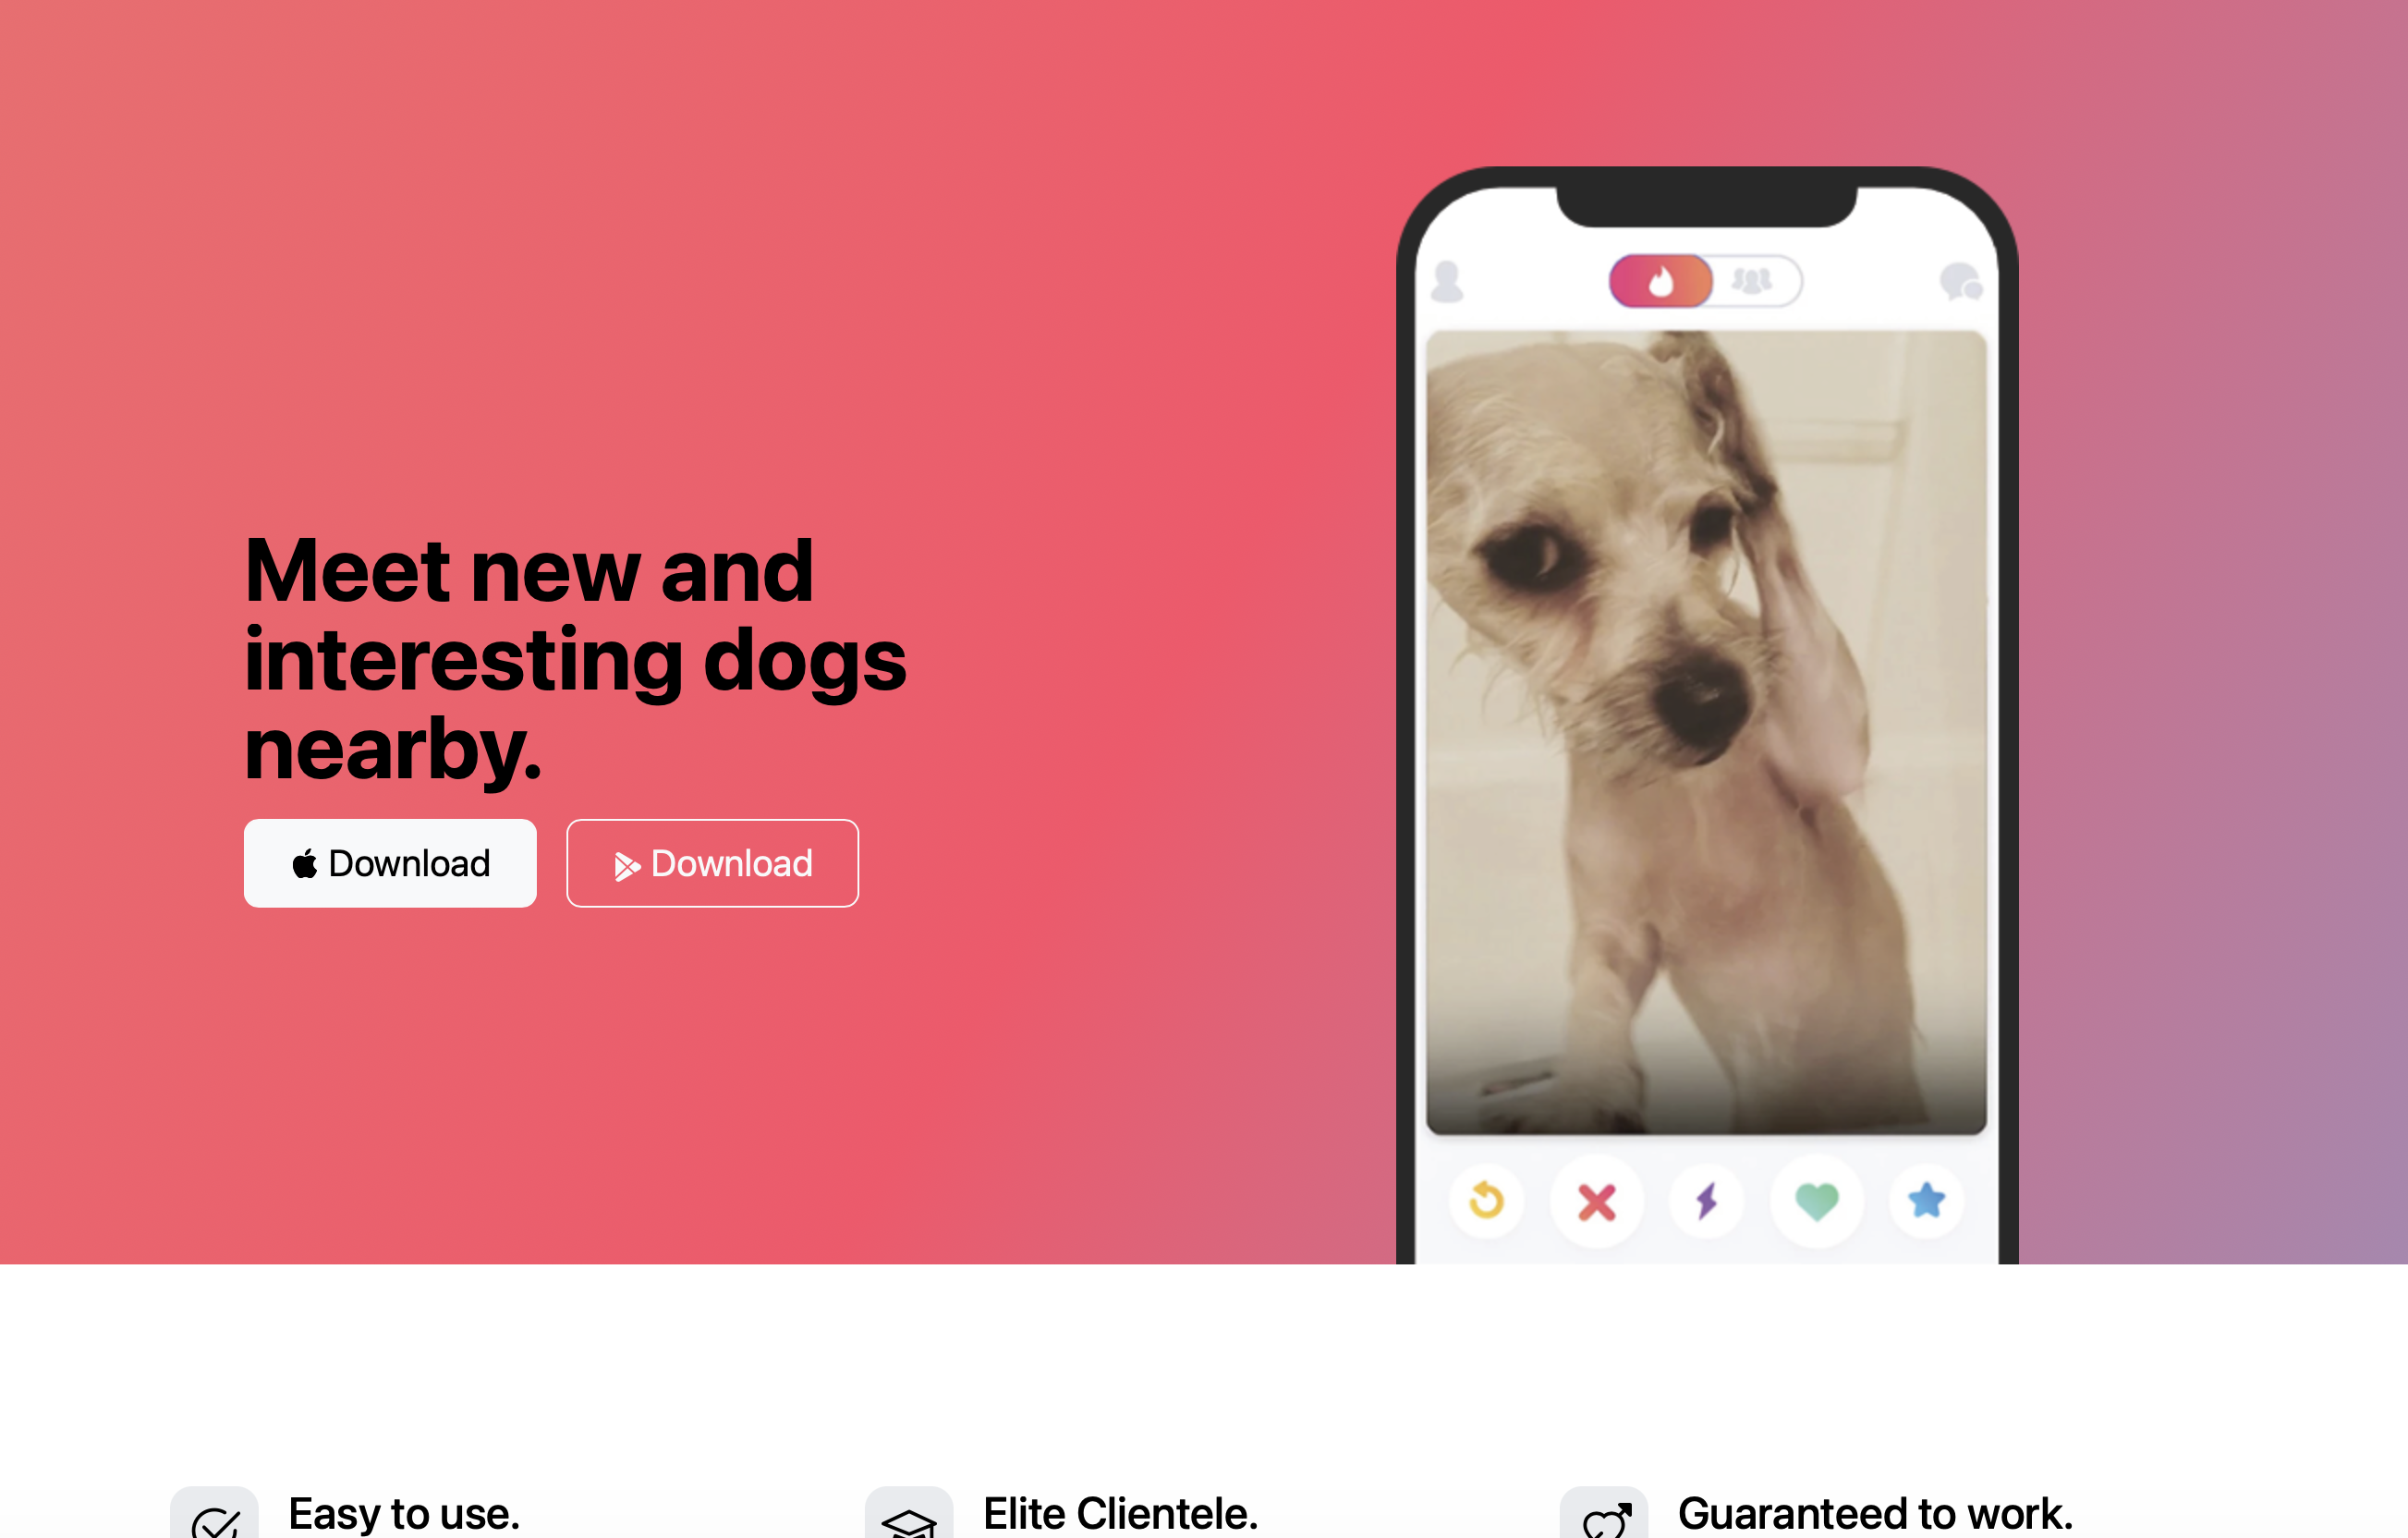 Meet new and
interesting dogs
nearby.
Download
Download
Easy to use.
Elite Clientele.
Guaranteed to work.